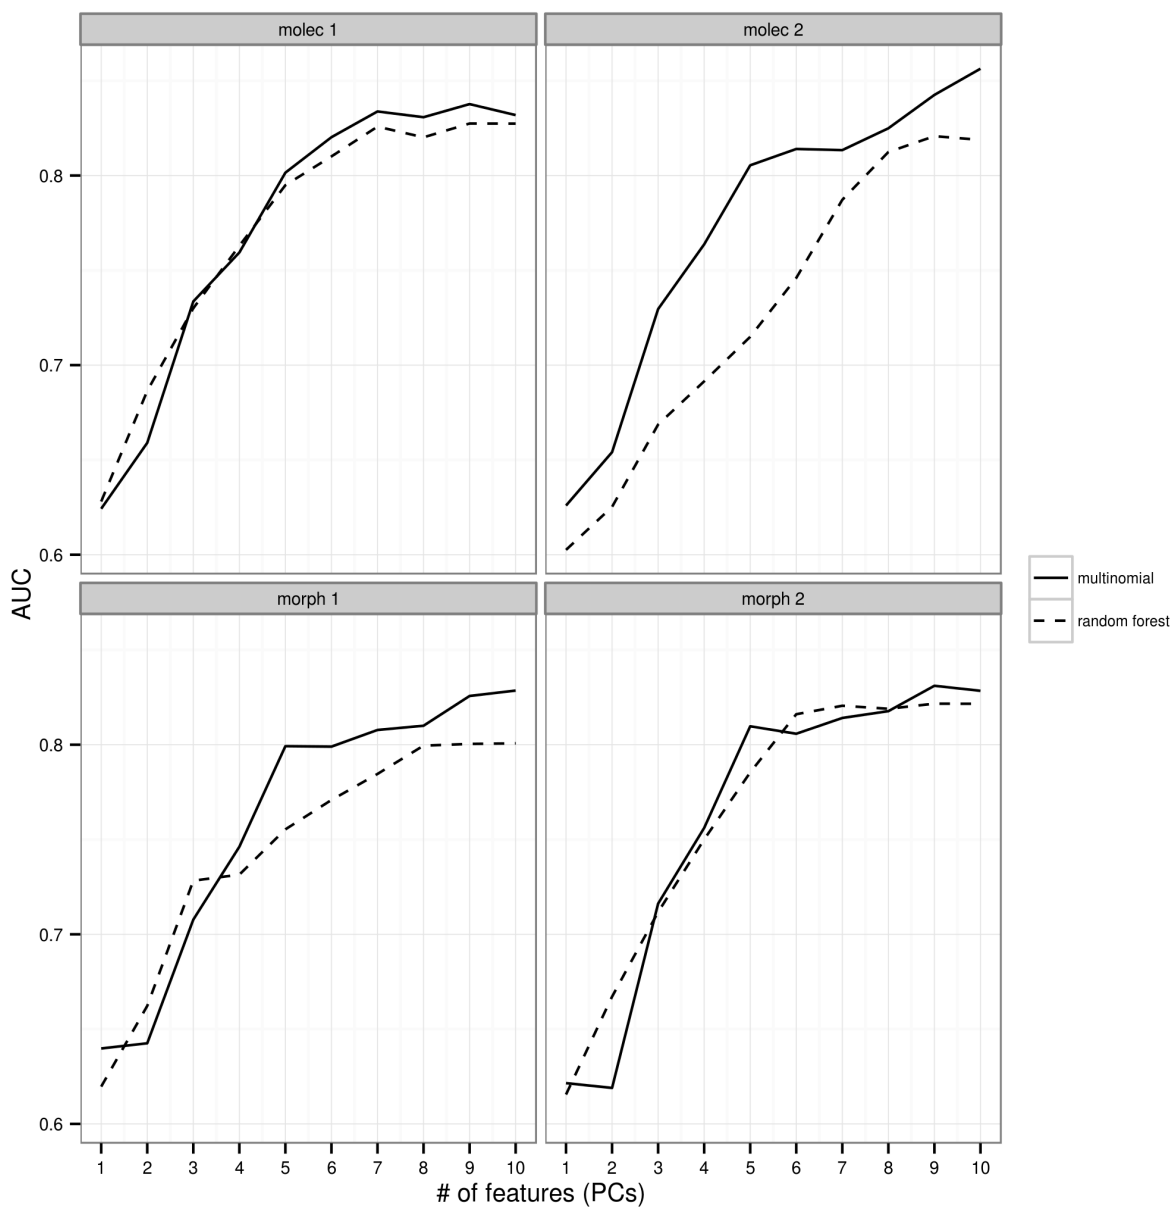 molec 1
molec 2
0.8
0.7
0.6
morph 1
morph 2
0.8
0.7
0.6
AUC
1 2 3 4 5 6 7 8 9 10
1 2 3 4 5 6 7 8 9 10
# of features (PCs)
multinomial
random forest